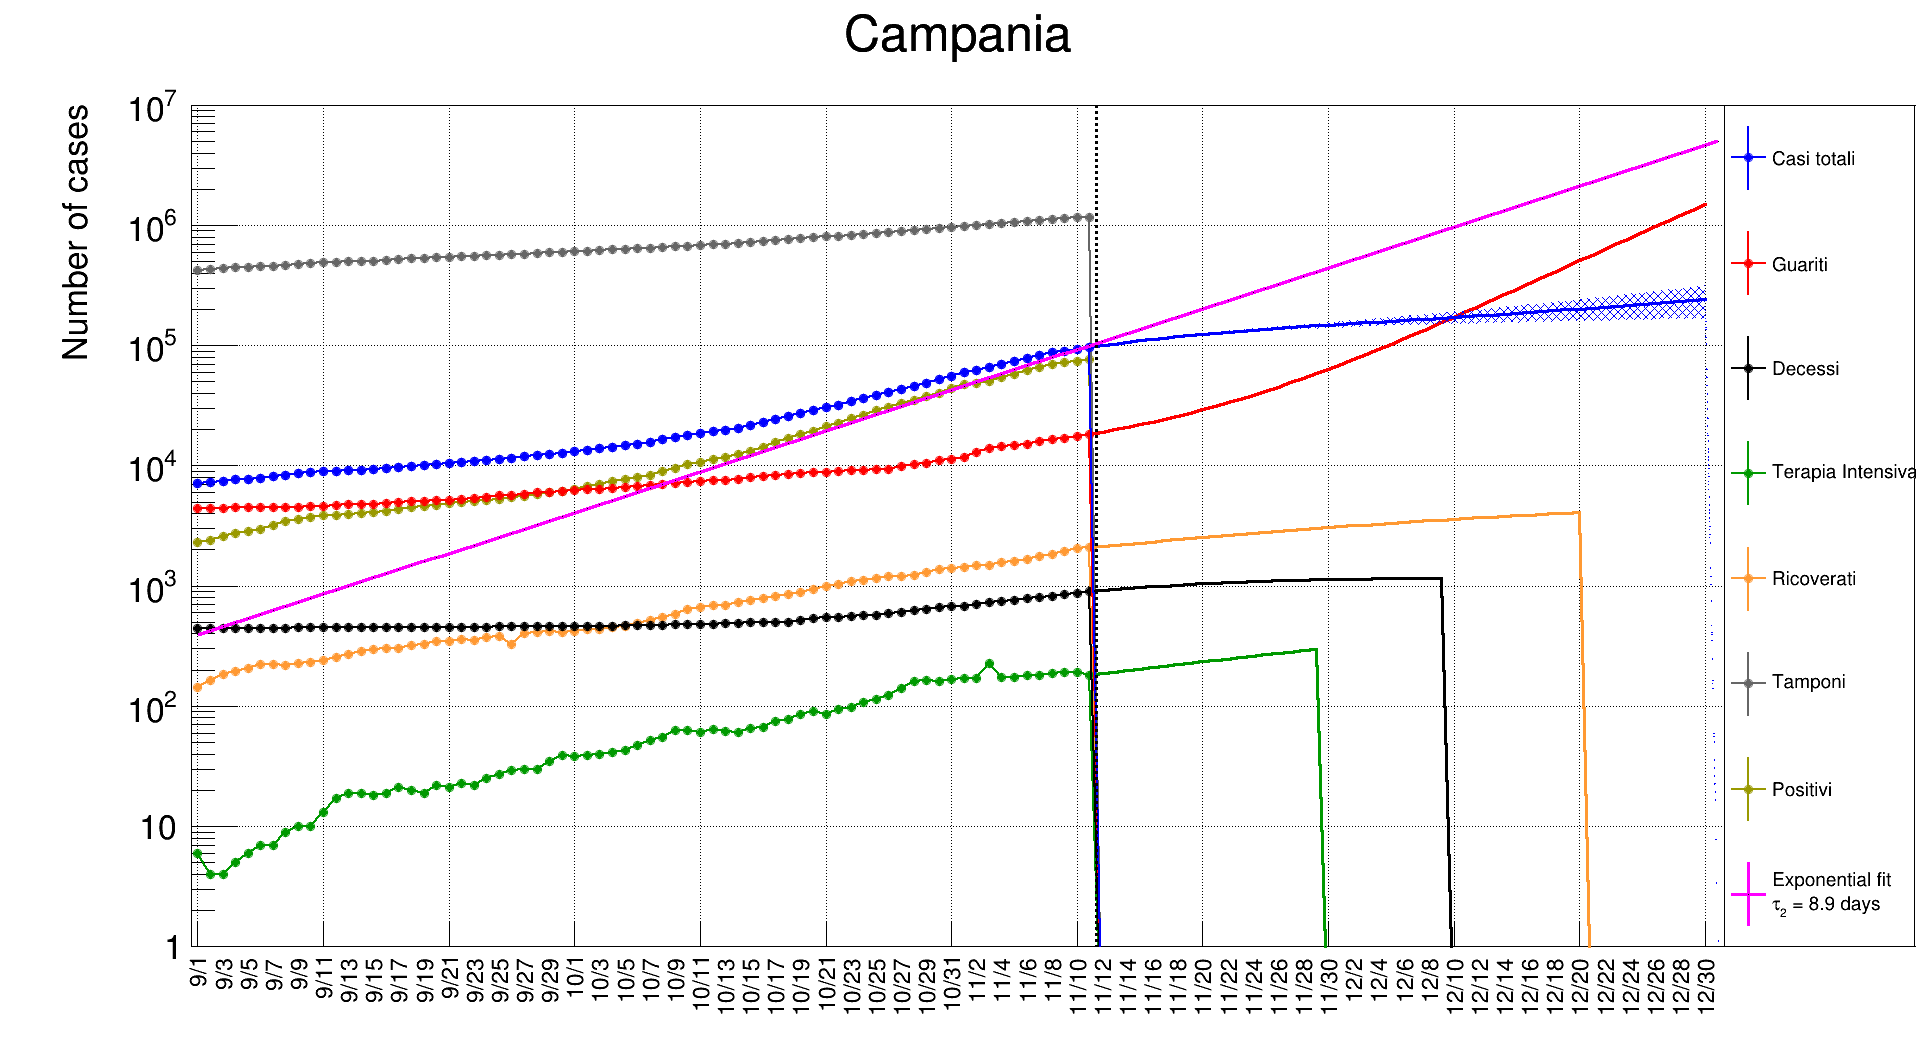 Campania
Number of cases
10^7
10^6
10^5
10^4
10^3
10^2
10
1
9/1 9/3 9/5 9/7 9/9 9/11 9/13 9/15 9/17 9/19 9/21 9/23 9/25 9/27 9/29 10/1 10/3 10/5 10/7 10/9 10/11 10/13 10/15 10/17 10/19 10/21 10/23 10/25 10/27 10/29 10/31 11/2 11/4 11/6 11/8 11/10 11/12 11/14 11/16 11/18 11/20 11/22 11/24 11/26 11/28 11/30 12/2 12/4 12/6 12/8 12/10 12/12 12/14 12/16 12/18 12/20 12/22 12/24 12/26 12/28 12/30
Casi totali
Guariti
Decessi
Terapia Intensiva
Ricoverati
Tamponi
Positivi
Exponential fit
τ_2 = 8.9 days